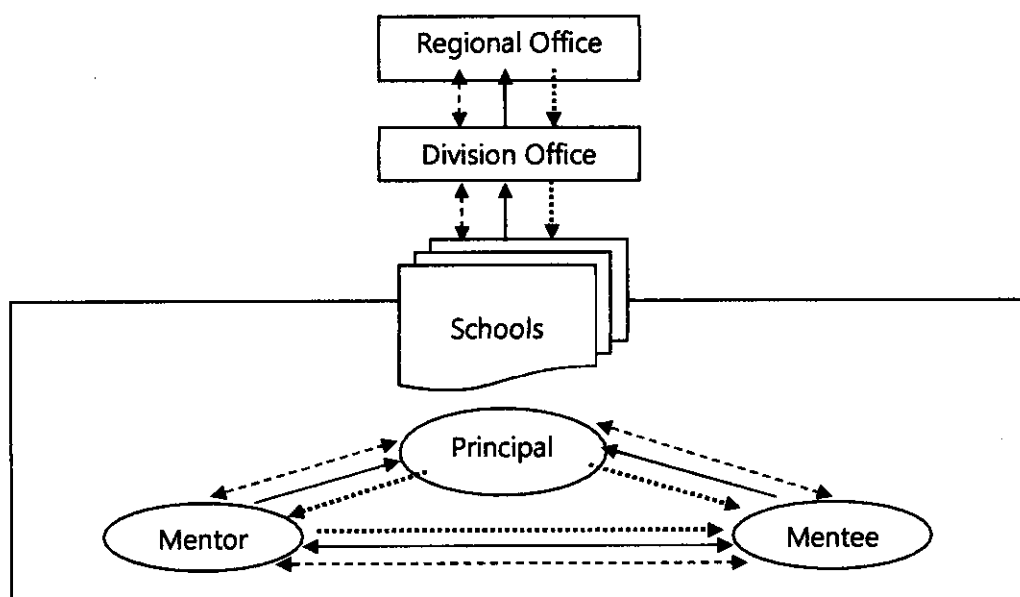 Regional Office
Division Office
Schools
Principal
Mentor
Mentee